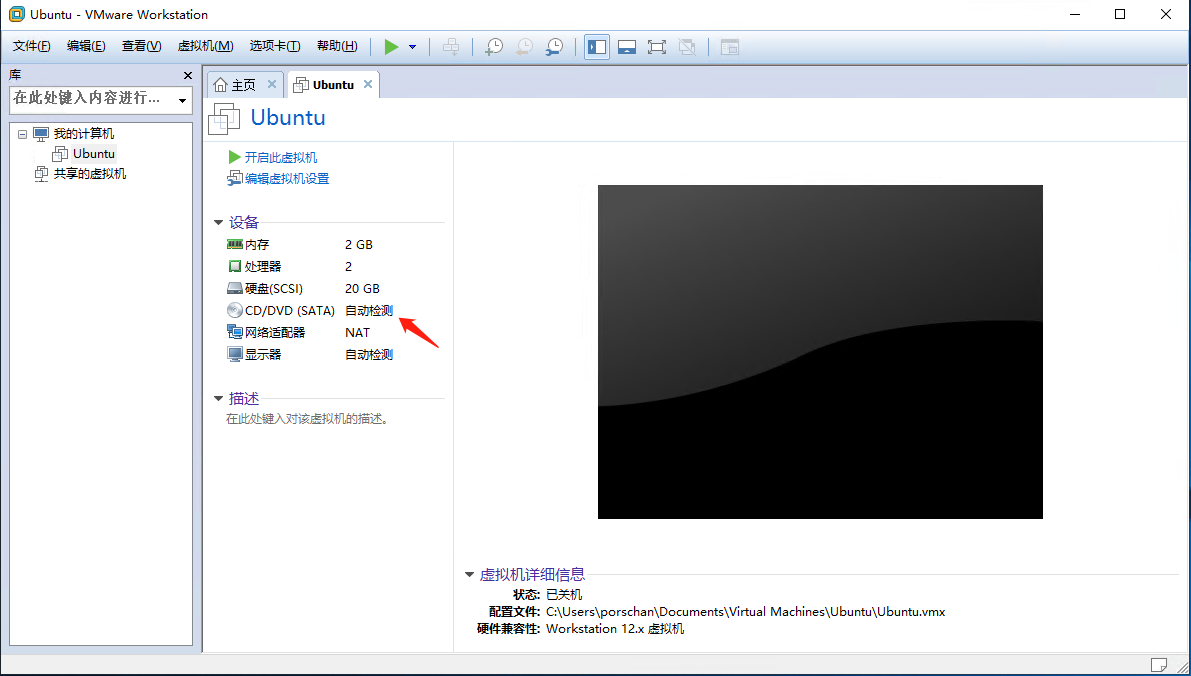 Ubuntu - VMware Workstation
文件(F) 编辑(E) 查看(V) 虚拟机(M) 选项卡(T) 帮助(H)
库
在此处键入内容进行...
我的计算机
Ubuntu
共享的虚拟机
主页
Ubuntu
Ubuntu
开启此虚拟机
编辑虚拟机设置
设备
内存 2 GB
处理器 2
硬盘(SCSI) 20 GB
CD/DVD (SATA) 自动检测
网络适配器 NAT
显示器 自动检测
描述
在此处键入对该虚拟机的描述。
虚拟机详细信息
状态: 已关机
配置文件: C:\Users\porschan\Documents\Virtual Machines\Ubuntu\Ubuntu.vmx
硬件兼容性: Workstation 12.x 虚拟机